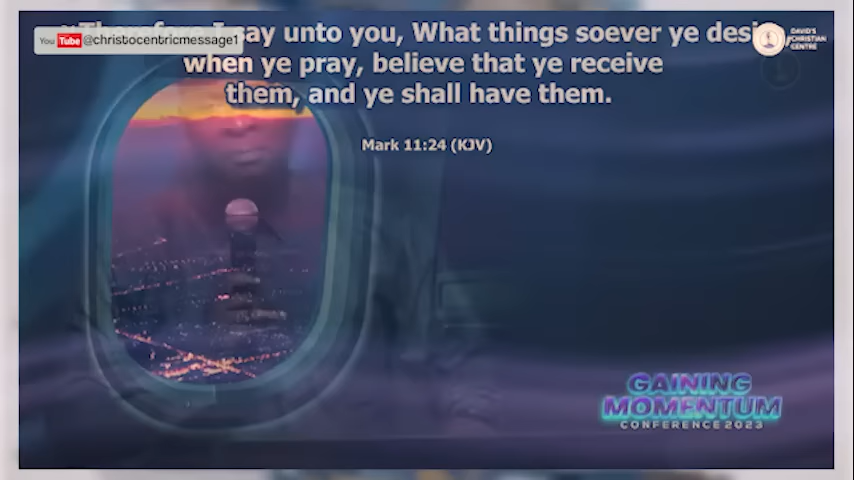 You Tube @christocentricmessage1
say unto you, What things soever ye
when ye pray, believe that ye receive
them, and ye shall have them.
Mark 11:24 (KJV)
DAVID'S
CHRISTIAN
CENTRE
GAINING
MOMENTUM
CONFERENCE 2023